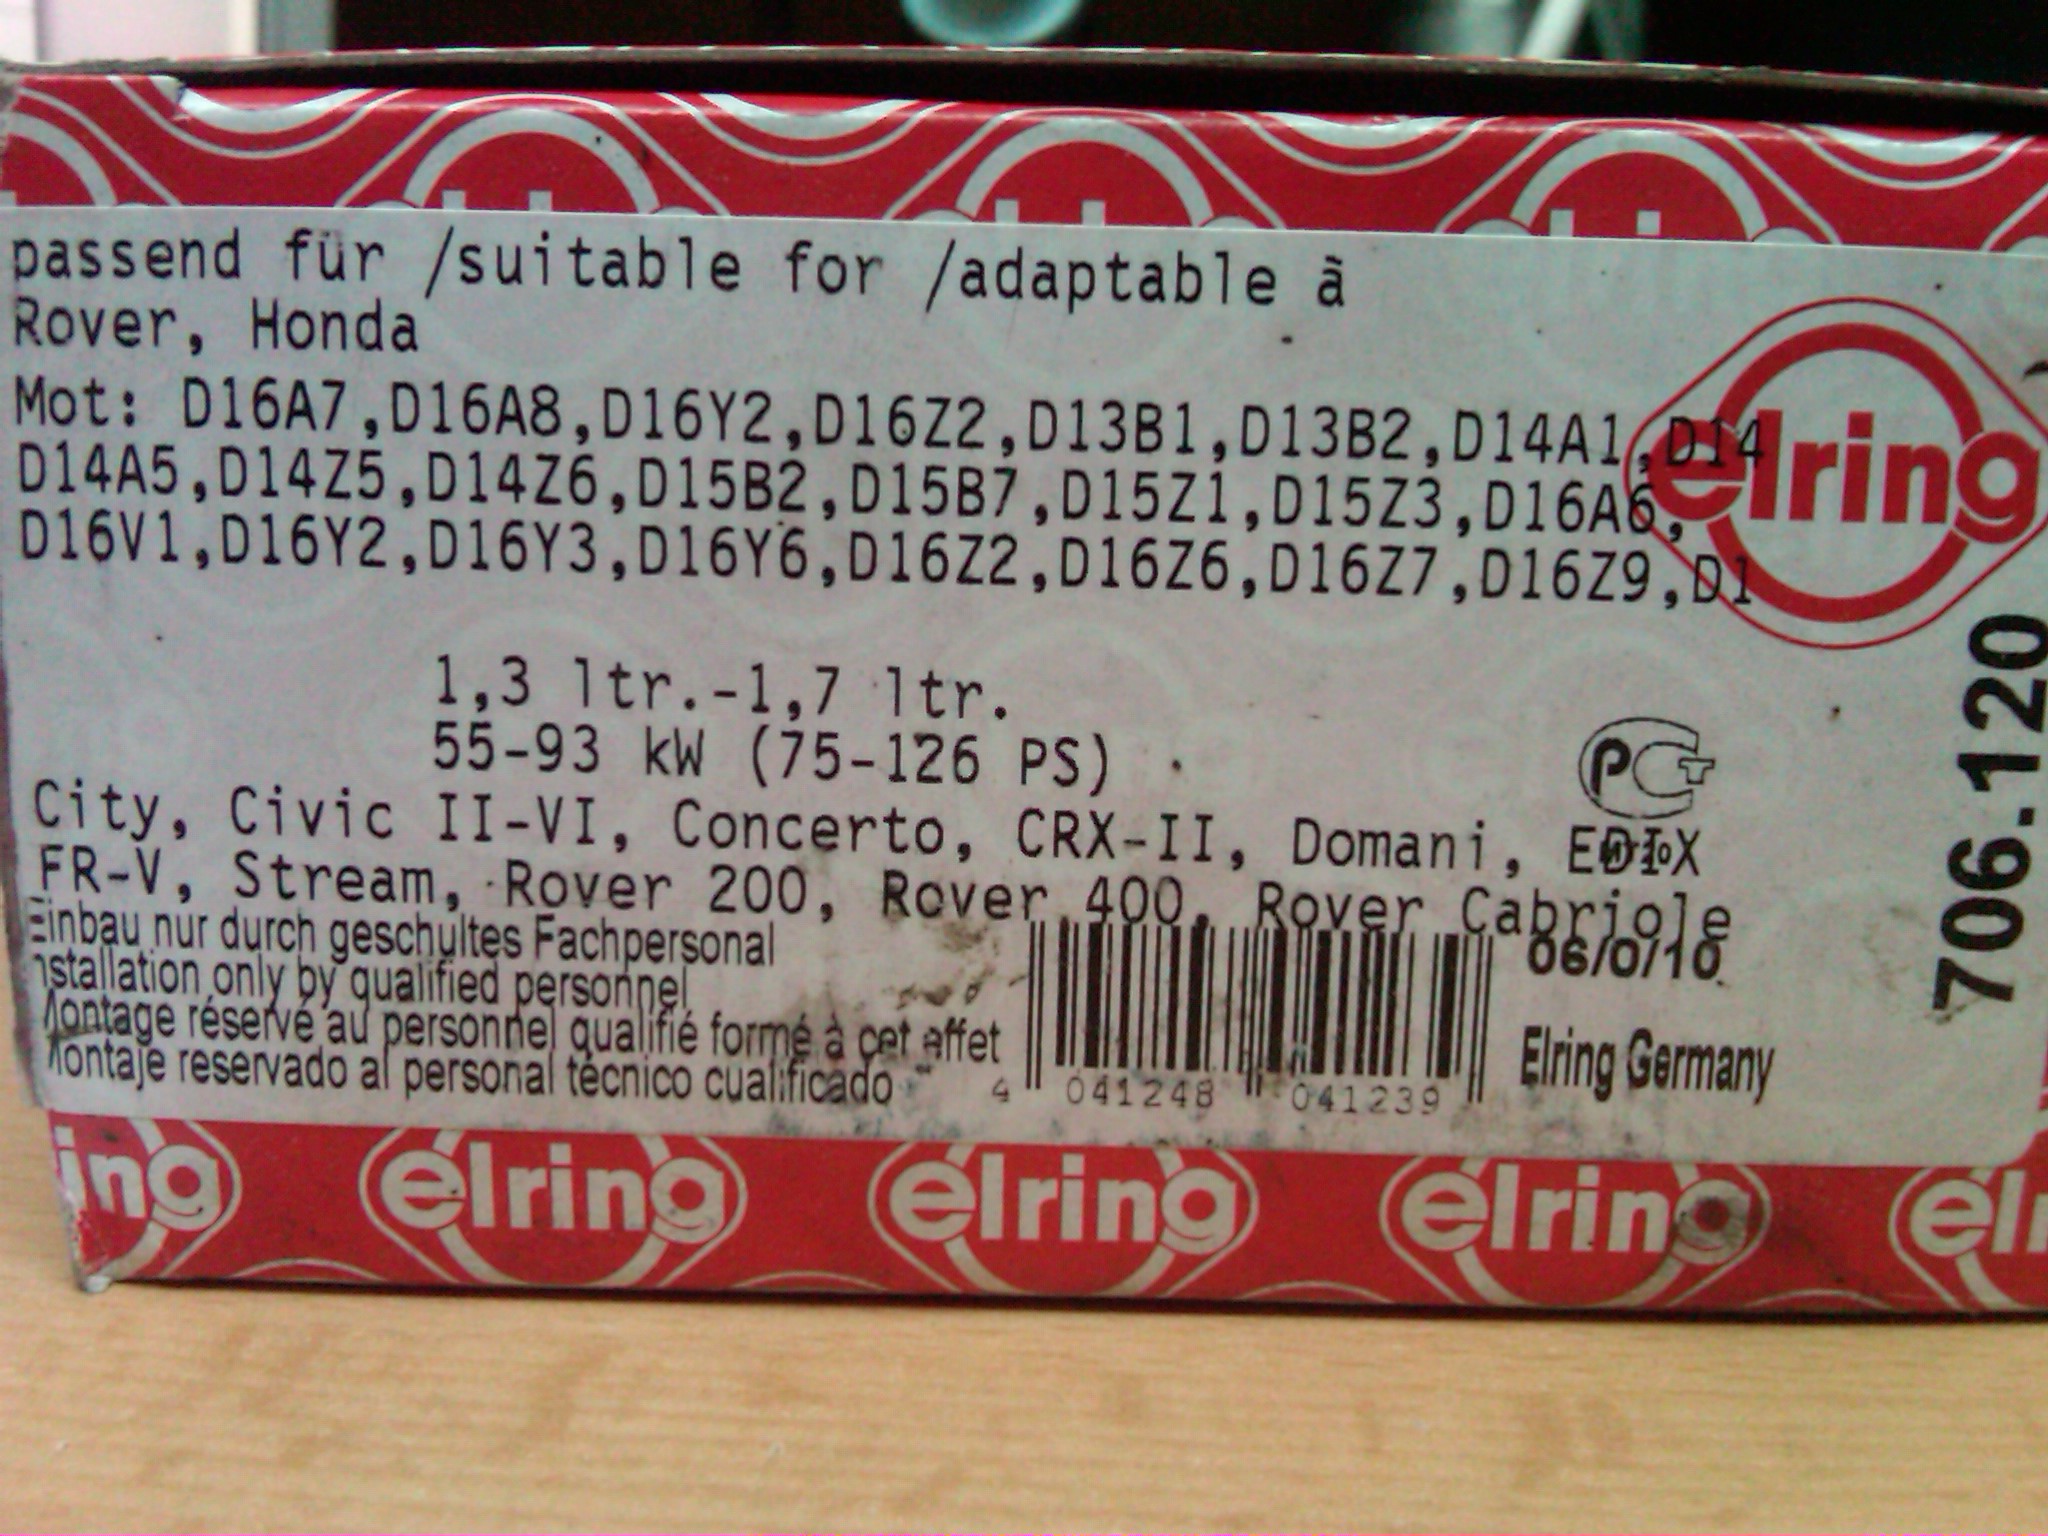 passend für /suitable for /adaptable à
Rover, Honda
Mot: D16A7,D16A8,D16Y2,D16Z2,D13B1,D13B2,D14A1,D14
D14A5,D14Z5,D14Z6,D15B2,D15B7,D15Z1,D15Z3,D16A6,
D16V1,D16Y2,D16Y3,D16Y6,D16Z2,D16Z6,D16Z7,D16Z9,D1
elring
1,3 ltr.-1,7 ltr.
55-93 kW (75-126 PS)
City, Civic II-VI, Concerto, CRX-II, Domani, EDIX
FR-V, Stream, Rover 200, Rover 400, Rover Cabriole
Einbau nur durch geschultes Fachpersonal
nstallation only by qualified personnel
Montage réservé au personnel qualifié formé à cet effet
Montaje reservado al personal técnico cualificado
4 041248 041239
06/0/10
Elring Germany
706.120
ing elring elring elring elri